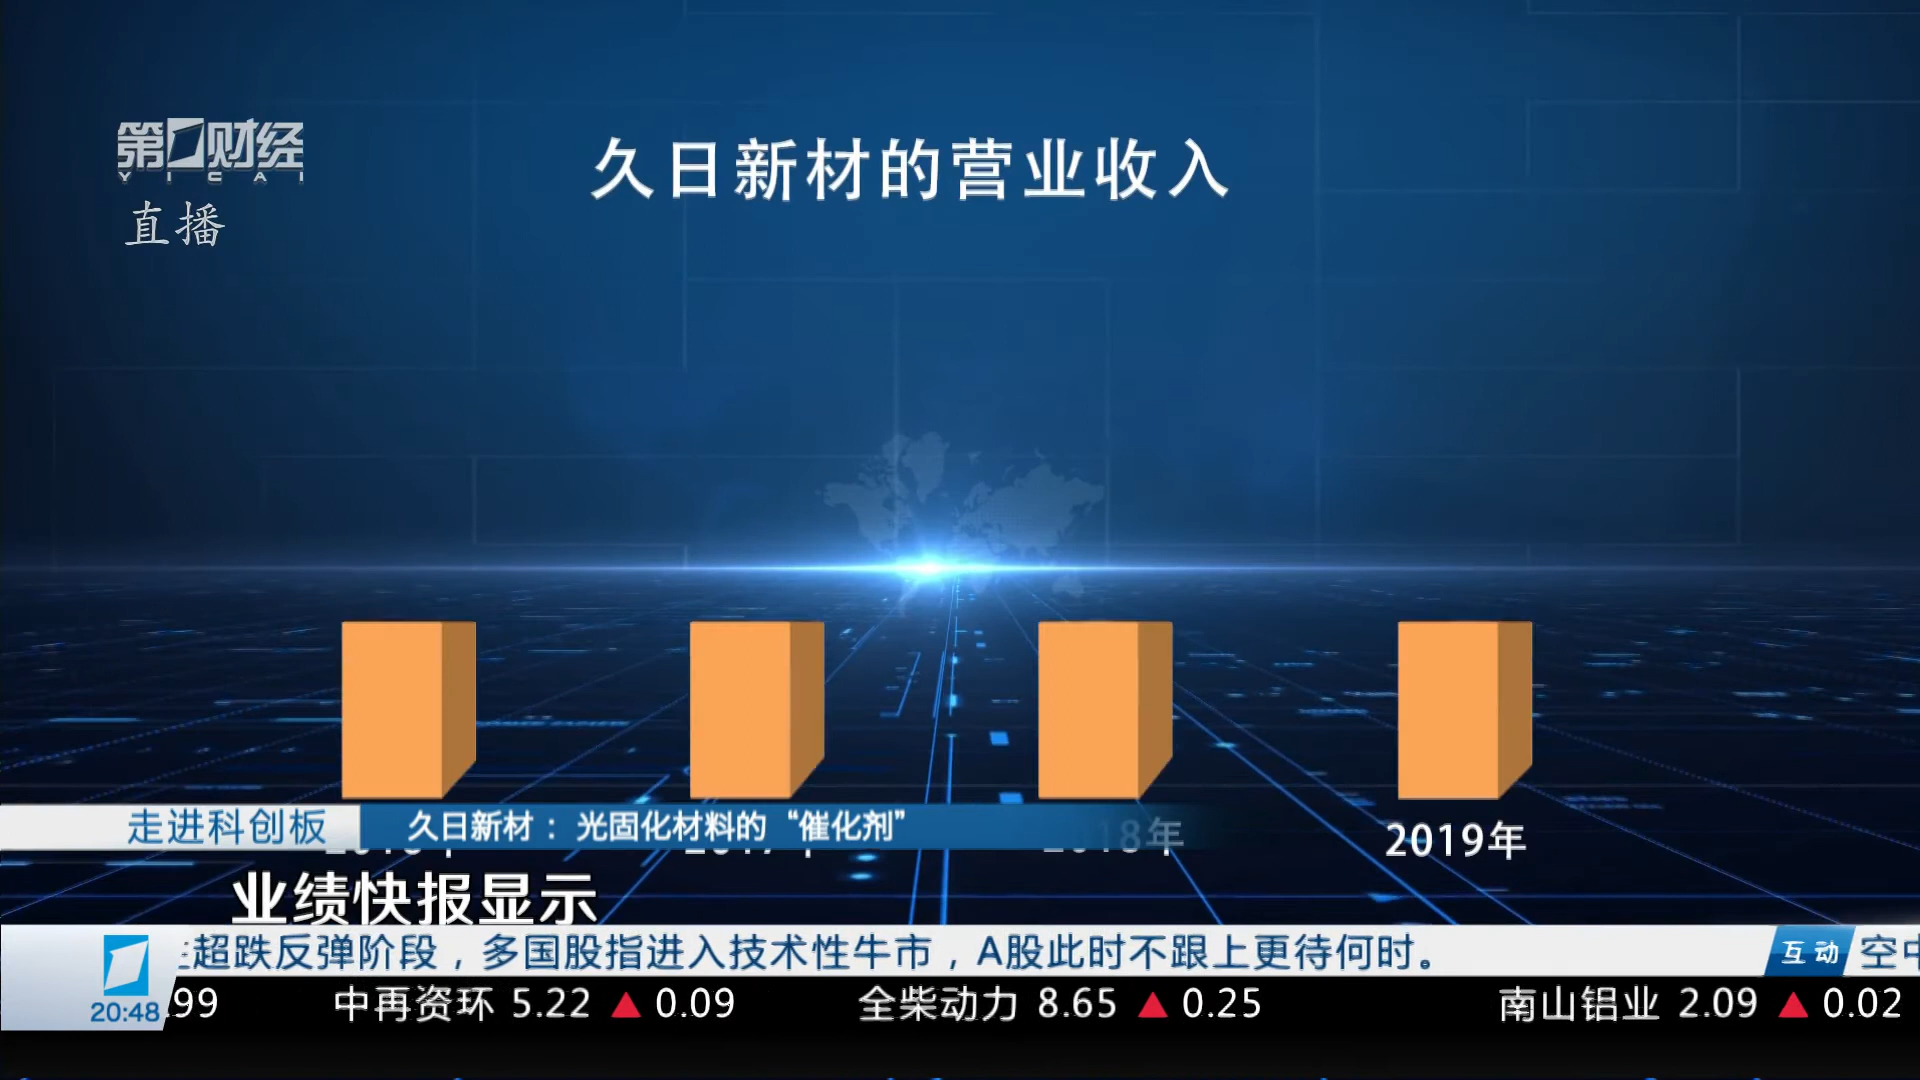 第一财经
YICAI
直播
久日新材的营业收入
2019年
走进科创板
久日新材：光固化材料的“催化剂”
业绩快报显示
超跌反弹阶段，多国股指进入技术性牛市，A股此时不跟上更待何时。
互动 空中
20:48
.99 中再资环 5.22 ▲ 0.09 全柴动力 8.65 ▲ 0.25 南山铝业 2.09 ▲ 0.02